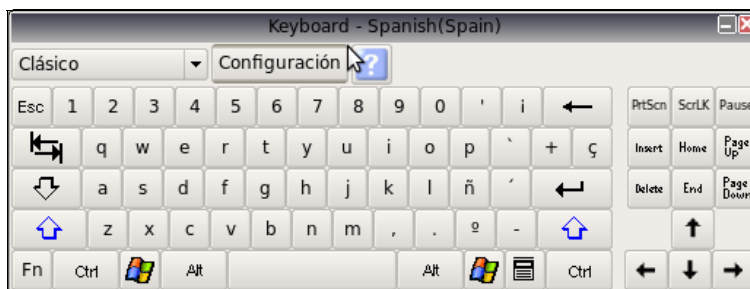 Keyboard - Spanish(Spain)
Clásico Configuración ?
Esc 1 2 3 4 5 6 7 8 9 0 ' i PrtScn ScrLK Pause
q w e r t y u i o p ` + ç Insert Home Page Up
a s d f g h j k l ñ ´ Delete End Page Down
z x c v b n m , . º -
Fn Ctrl Alt Alt Ctrl